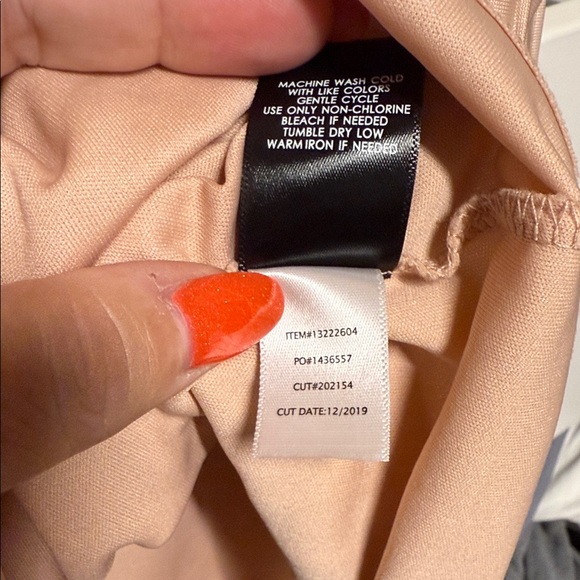 MACHINE WASH COLD
WITH LIKE COLORS
GENTLE CYCLE
USE ONLY NON-CHLORINE
BLEACH IF NEEDED
TUMBLE DRY LOW
WARM IRON IF NEEDED
ITEM#13222604
PO#1436557
CUT#202154
CUT DATE:12/2019